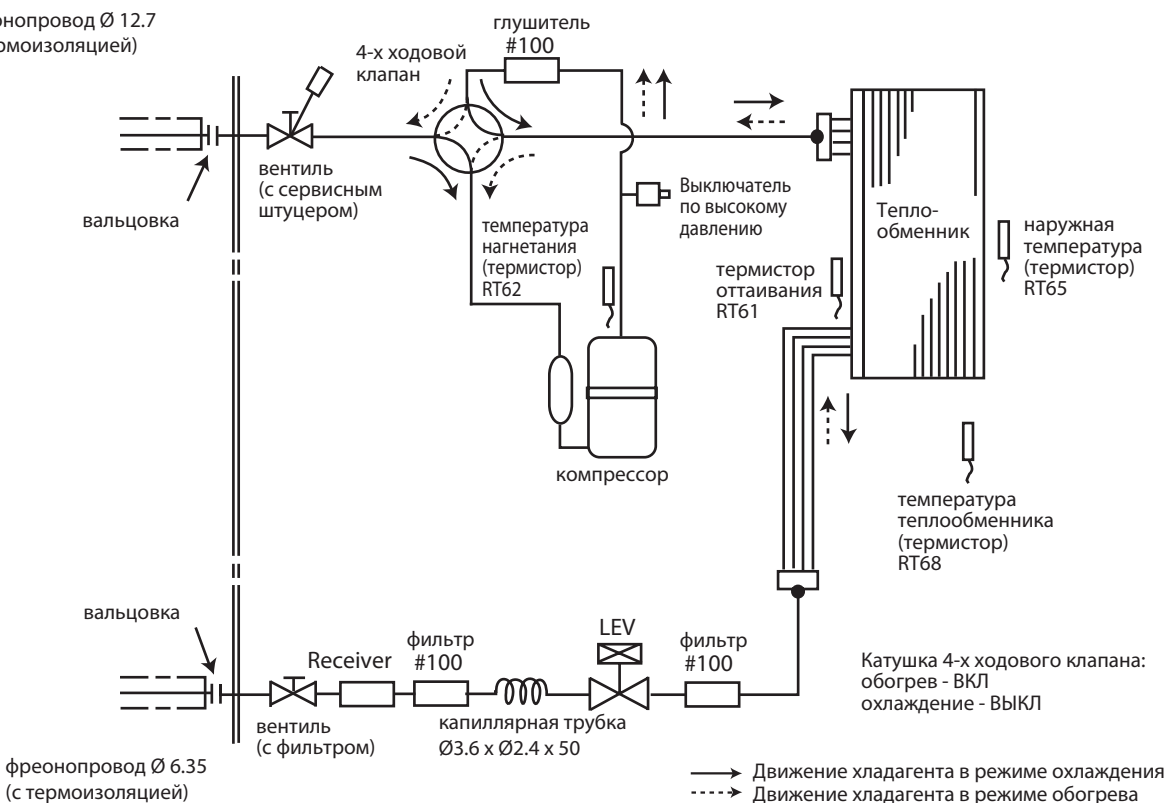 онопровод Ø 12.7
рмоизоляцией)
4-х ходовой
клапан
глушитель
#100
вентиль
(с сервисным
штуцером)
вальцовка
температура
нагнетания
(термистор)
RT62
Выключатель
по высокому
давлению
Тепло-
обменник
наружная
температура
(термистор)
RT65
термистор
оттаивания
RT61
компрессор
температура
теплообменника
(термистор)
RT68
вальцовка
Receiver
фильтр
#100
LEV
фильтр
#100
вентиль
(с фильтром)
капиллярная трубка
Ø3.6 x Ø2.4 x 50
Катушка 4-х ходового клапана:
обогрев - ВКЛ
охлаждение - ВЫКЛ
фреонопровод Ø 6.35
(с термоизоляцией)
Движение хладагента в режиме охлаждения
Движение хладагента в режиме обогрева